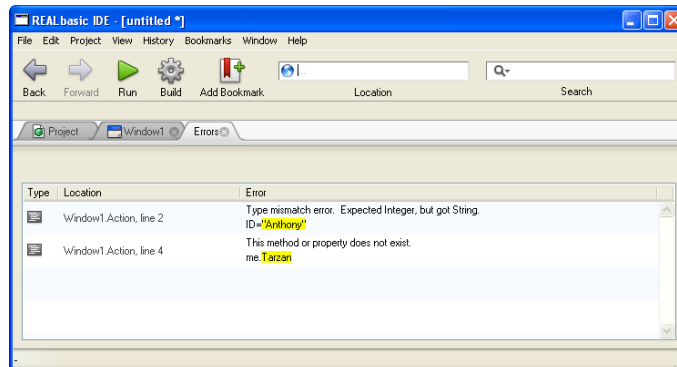 REALbasic IDE - [untitled *]
File Edit Project View History Bookmarks Window Help
Back Forward Run Build Add Bookmark Location Search
Project Window1 Errors
Type Location Error
Window1.Action, line 2
Type mismatch error. Expected Integer, but got String.
ID="Anthony"
Window1.Action, line 4
This method or property does not exist.
me.Tarzan